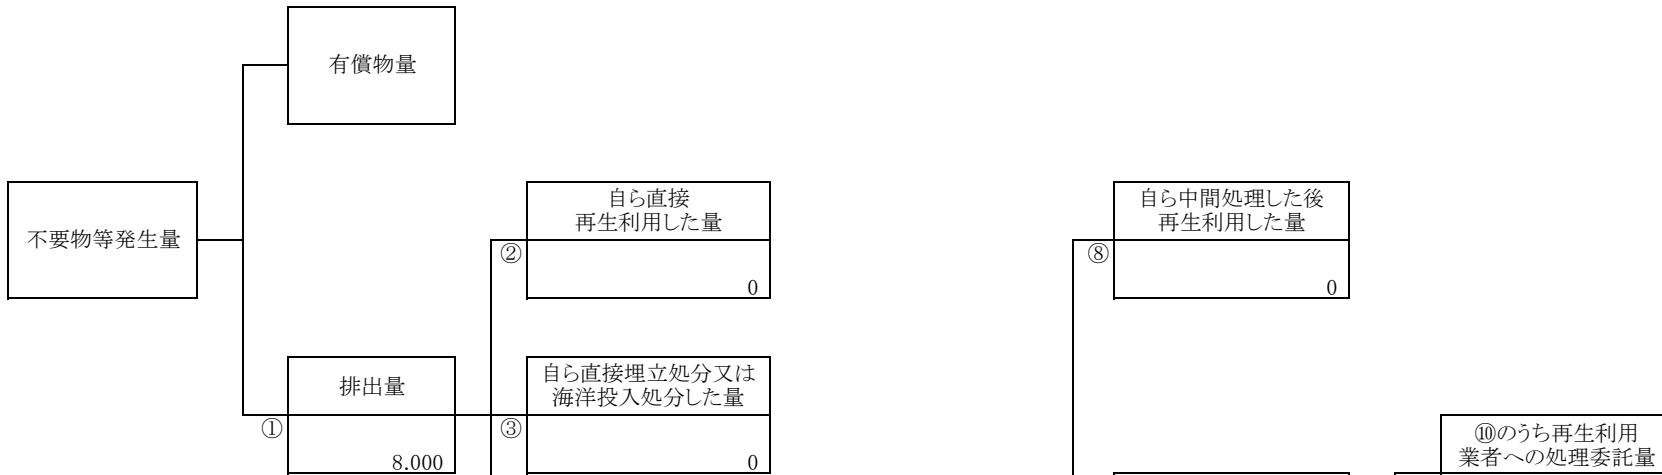 有償物量
不要物等発生量
自ら直接
再生利用した量
②
0
自ら中間処理した後
再生利用した量
⑧
0
排出量
①
8.000
自ら直接埋立処分又は
海洋投入処分した量
③
0
⑩のうち再生利用
業者への処理委託量